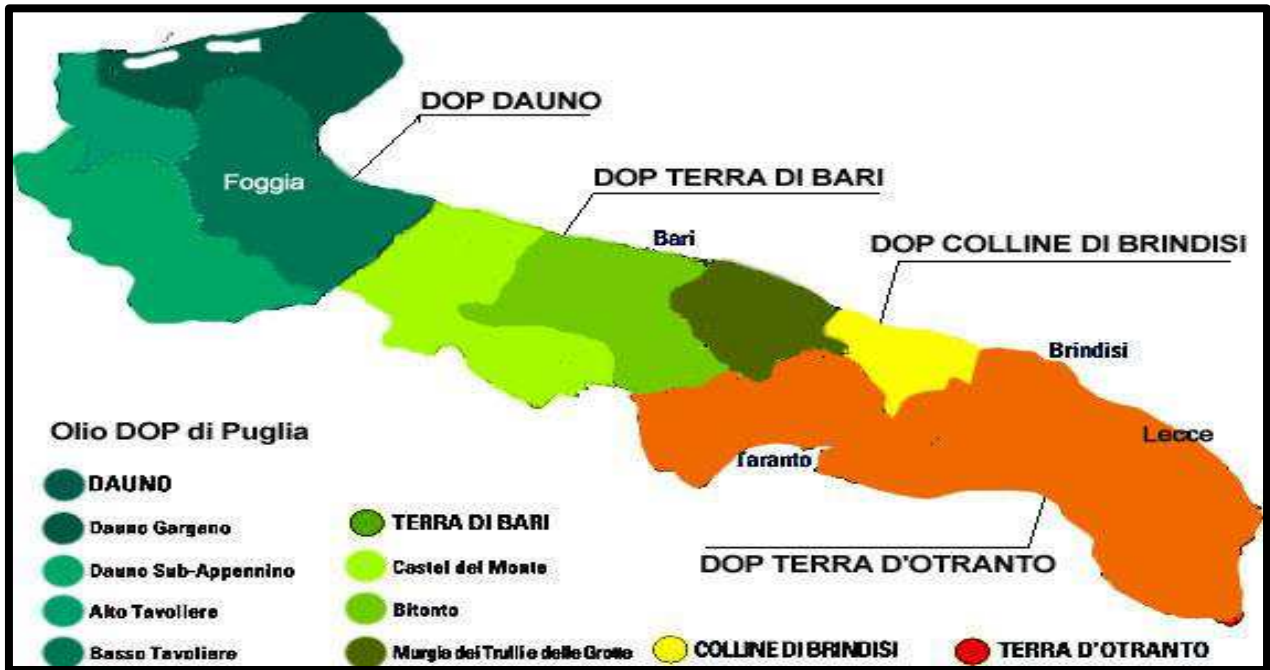 DOP DAUNO
Foggia
DOP TERRA DI BARI
Bari
DOP COLLINE DI BRINDISI
Brindisi
Lecce
Taranto
DOP TERRA D'OTRANTO
Olio DOP di Puglia
DAUNO
Dauno Gargano
Dauno Sub-Appennino
Alto Tavoliere
Basso Tavoliere
TERRA DI BARI
Castel del Monte
Bitonto
Murgia dei Trulli e delle Grotte
COLLINE DI BRINDISI
TERRA D'OTRANTO